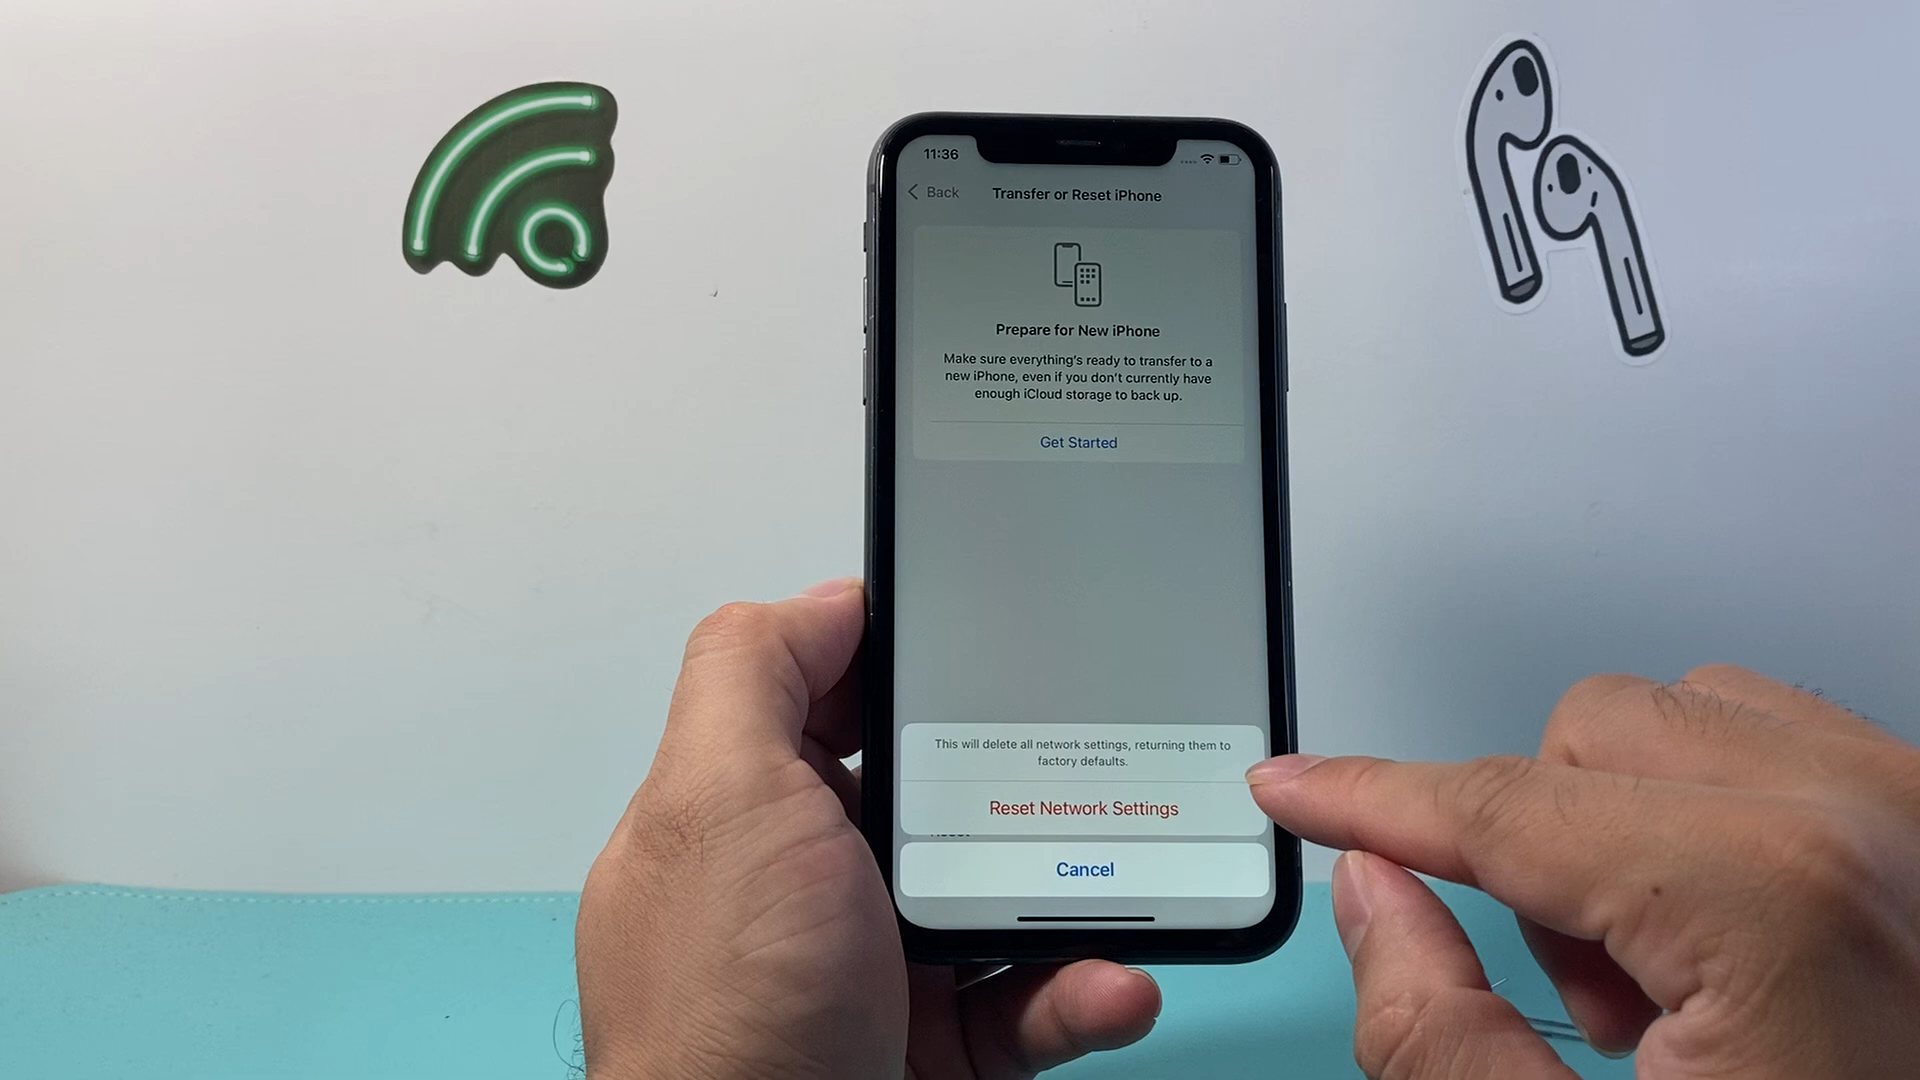 11:36
Back
Transfer or Reset iPhone
Prepare for New iPhone
Make sure everything's ready to transfer to a
new iPhone, even if you don't currently have
enough iCloud storage to back up.
Get Started
This will delete all network settings, returning them to
factory defaults.
Reset Network Settings
Reset
Cancel